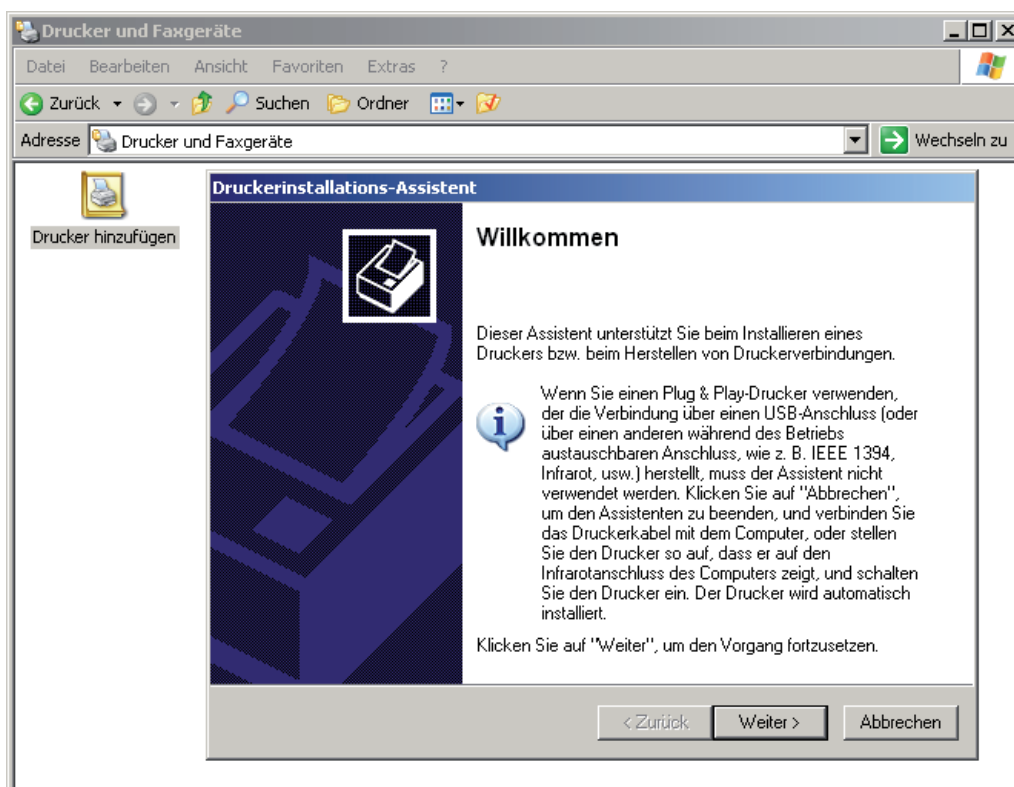 Drucker und Faxgeräte
Datei Bearbeiten Ansicht Favoriten Extras ?
Zurück Suchen Ordner
Adresse Drucker und Faxgeräte Wechseln zu
Drucker hinzufügen
Druckerinstallations-Assistent
Willkommen
Dieser Assistent unterstützt Sie beim Installieren eines
Druckers bzw. beim Herstellen von Druckerverbindungen.
Wenn Sie einen Plug & Play-Drucker verwenden,
der die Verbindung über einen USB-Anschluss (oder
über einen anderen während des Betriebs
austauschbaren Anschluss, wie z. B. IEEE 1394,
Infrarot, usw.) herstellt, muss der Assistent nicht
verwendet werden. Klicken Sie auf "Abbrechen",
um den Assistenten zu beenden, und verbinden Sie
das Druckerkabel mit dem Computer, oder stellen
Sie den Drucker so auf, dass er auf den
Infrarotanschluss des Computers zeigt, und schalten
Sie den Drucker ein. Der Drucker wird automatisch
installiert.
Klicken Sie auf "Weiter", um den Vorgang fortzusetzen.
< Zurück Weiter > Abbrechen